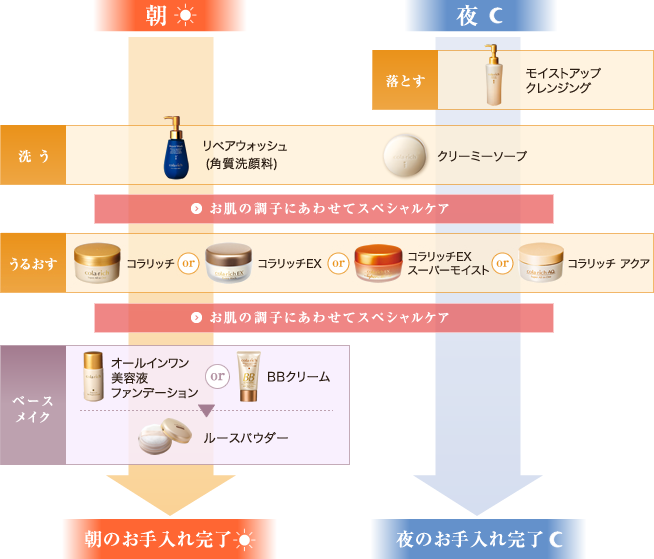 朝
夜
落とす
モイストアップ
クレンジング
洗う
リペアウォッシュ
(角質洗顔料)
クリーミーソープ
お肌の調子にあわせてスペシャルケア
うるおす
コラリッチ
or
コラリッチEX
or
コラリッチEX
スーパーモイスト
or
コラリッチ アクア
お肌の調子にあわせてスペシャルケア
ベース
メイク
オールインワン
美容液
ファンデーション
or
BBクリーム
ルースパウダー
朝のお手入れ完了
夜のお手入れ完了